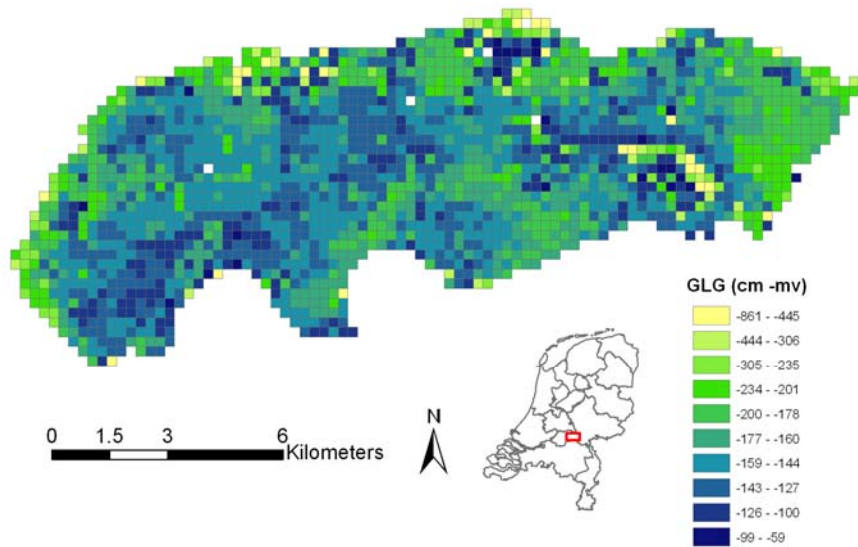 GLG (cm -mv)
-861 - -445
-444 - -306
-305 - -235
-234 - -201
-200 - -178
-177 - -160
-159 - -144
-143 - -127
-126 - -100
-99 - -59
N
0 1.5 3 6
Kilometers